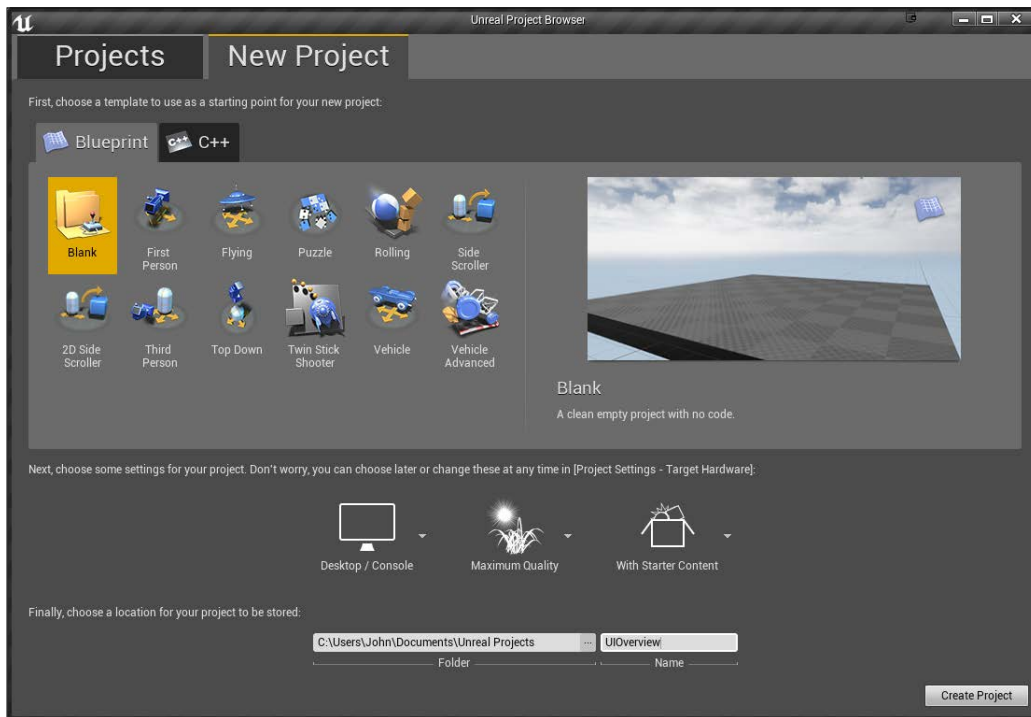 Unreal Project Browser
Projects
New Project
First, choose a template to use as a starting point for your new project:
Blueprint
C++
C++
Blank
First
Person
Flying
Puzzle
Rolling
Side
Scroller
2D Side
Scroller
Third
Person
Top Down
Twin Stick
Shooter
Vehicle
Vehicle
Advanced
Blank
A clean empty project with no code.
Next, choose some settings for your project. Don't worry, you can choose later or change these at any time in [Project Settings - Target Hardware]:
Desktop / Console
Maximum Quality
With Starter Content
Finally, choose a location for your project to be stored:
C:\Users\John\Documents\Unreal Projects
...
UIOverview
Folder
Name
Create Project